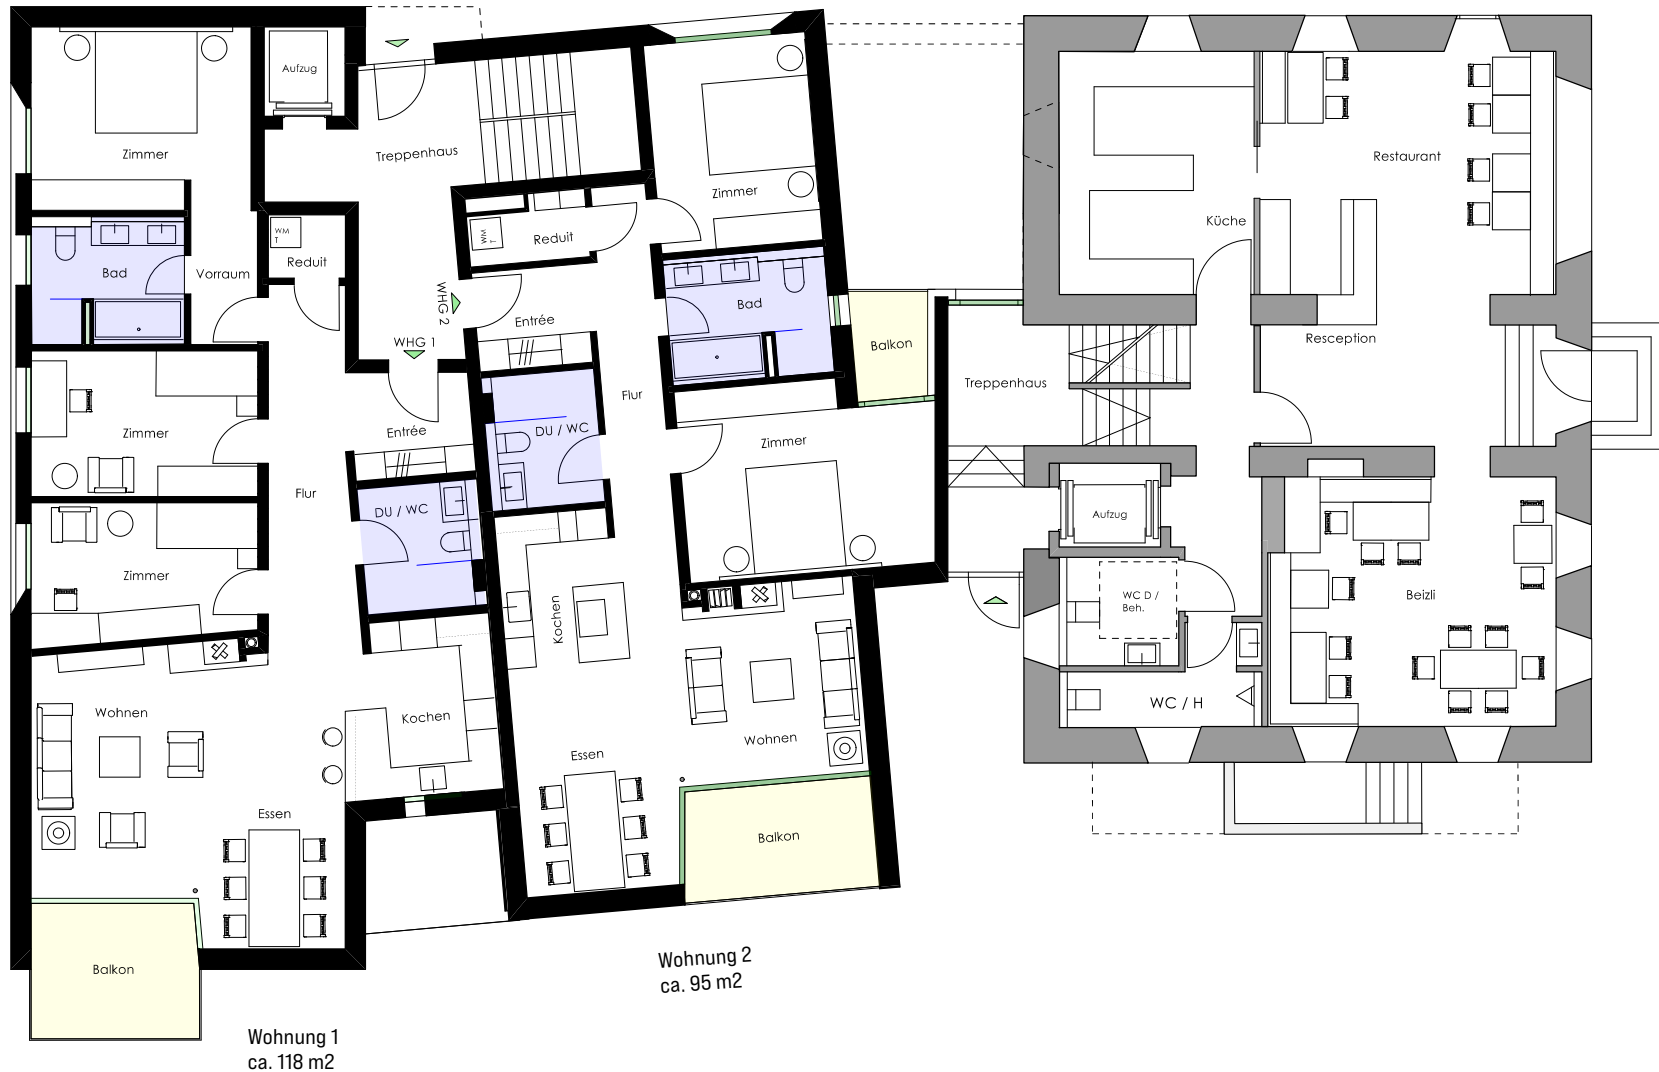 Aufzug
Zimmer
Treppenhaus
WM
T
Reduit
Bad
Vorraum
WHG 1
WHG 2
Entrée
Zimmer
Flur
DU / WC
Zimmer
Wohnen
Kochen
Essen
Balkon
Wohnung 1
ca. 118 m2
WM
T
Reduit
Zimmer
Entrée
Bad
Balkon
Flur
DU / WC
Zimmer
Kochen
Essen
Wohnen
Balkon
Wohnung 2
ca. 95 m2
Treppenhaus
Küche
Restaurant
Resception
Aufzug
WC D /
Beh.
WC / H
Beizli